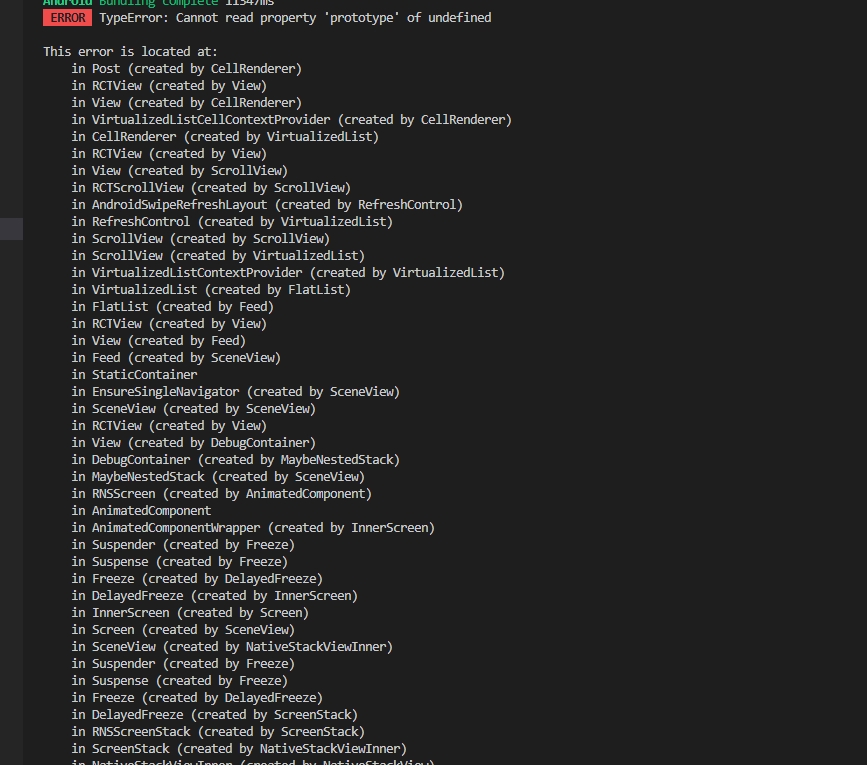 Android Bundling complete 11347ms
ERROR TypeError: Cannot read property 'prototype' of undefined
This error is located at:
in Post (created by CellRenderer)
in RCTView (created by View)
in View (created by CellRenderer)
in VirtualizedListCellContextProvider (created by CellRenderer)
in CellRenderer (created by VirtualizedList)
in RCTView (created by View)
in View (created by ScrollView)
in RCTScrollView (created by ScrollView)
in AndroidSwipeRefreshLayout (created by RefreshControl)
in RefreshControl (created by VirtualizedList)
in ScrollView (created by ScrollView)
in ScrollView (created by VirtualizedList)
in VirtualizedListContextProvider (created by VirtualizedList)
in VirtualizedList (created by FlatList)
in FlatList (created by Feed)
in RCTView (created by View)
in View (created by Feed)
in Feed (created by SceneView)
in StaticContainer
in EnsureSingleNavigator (created by SceneView)
in SceneView (created by SceneView)
in RCTView (created by View)
in View (created by DebugContainer)
in DebugContainer (created by MaybeNestedStack)
in MaybeNestedStack (created by SceneView)
in RNSScreen (created by AnimatedComponent)
in AnimatedComponent
in AnimatedComponentWrapper (created by InnerScreen)
in Suspender (created by Freeze)
in Suspense (created by Freeze)
in Freeze (created by DelayedFreeze)
in DelayedFreeze (created by InnerScreen)
in InnerScreen (created by Screen)
in Screen (created by SceneView)
in SceneView (created by NativeStackViewInner)
in Suspender (created by Freeze)
in Suspense (created by Freeze)
in Freeze (created by DelayedFreeze)
in DelayedFreeze (created by ScreenStack)
in RNSScreenStack (created by ScreenStack)
in ScreenStack (created by NativeStackViewInner)
in NativeStackViewInner (created by NativeStackView)